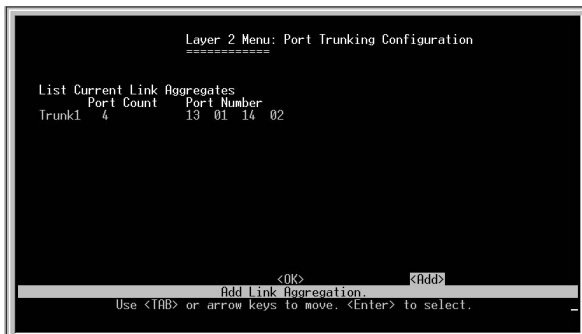 Layer 2 Menu: Port Trunking Configuration
============
List Current Link Aggregates
Port Count Port Number
Trunk1 4 13 01 14 02
<OK> <Add>
Add Link Aggregation.
Use <TAB> or arrow keys to move. <Enter> to select.